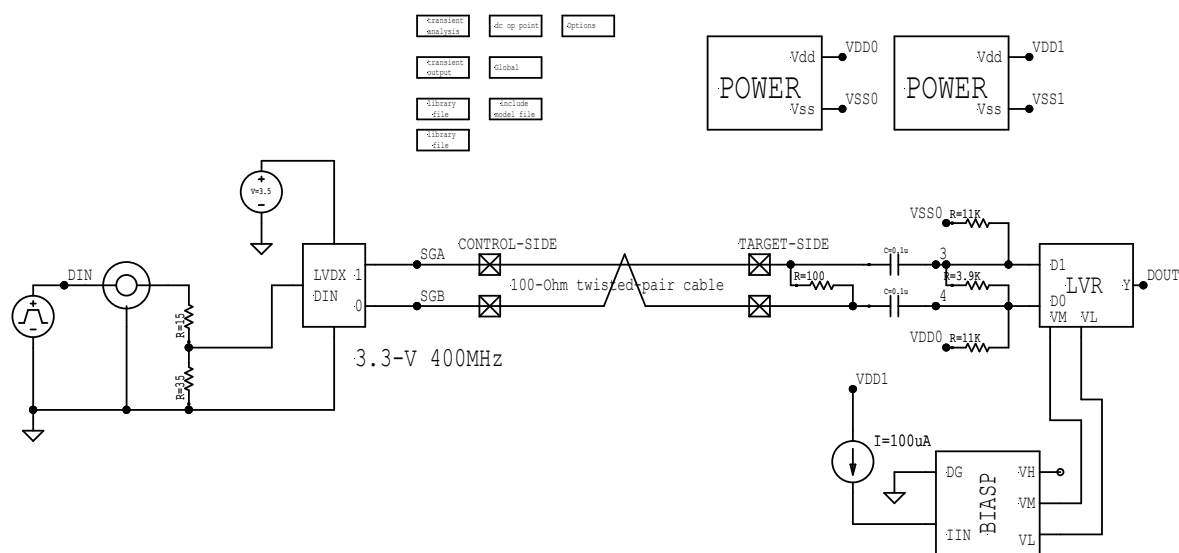 transient
analysis
dc op point
Options
transient
output
Global
library
file
include
model file
library
file
POWER
Vdd
Vss
VDD0
VSS0
POWER
Vdd
Vss
VDD1
VSS1
V=3.5
DIN
R=15
R=35
LVDX
DIN
1
0
3.3-V 400MHz
SGA
SGB
CONTROL-SIDE
100-Ohm twisted-pair cable
TARGET-SIDE
R=100
C=0.1u
C=0.1u
3
4
VSS0
R=11K
R=3.9K
VDD0
R=11K
D1
D0
LVR
VM
VL
Y
DOUT
VDD1
I=100uA
DG
IIN
BIASP
VH
VM
VL